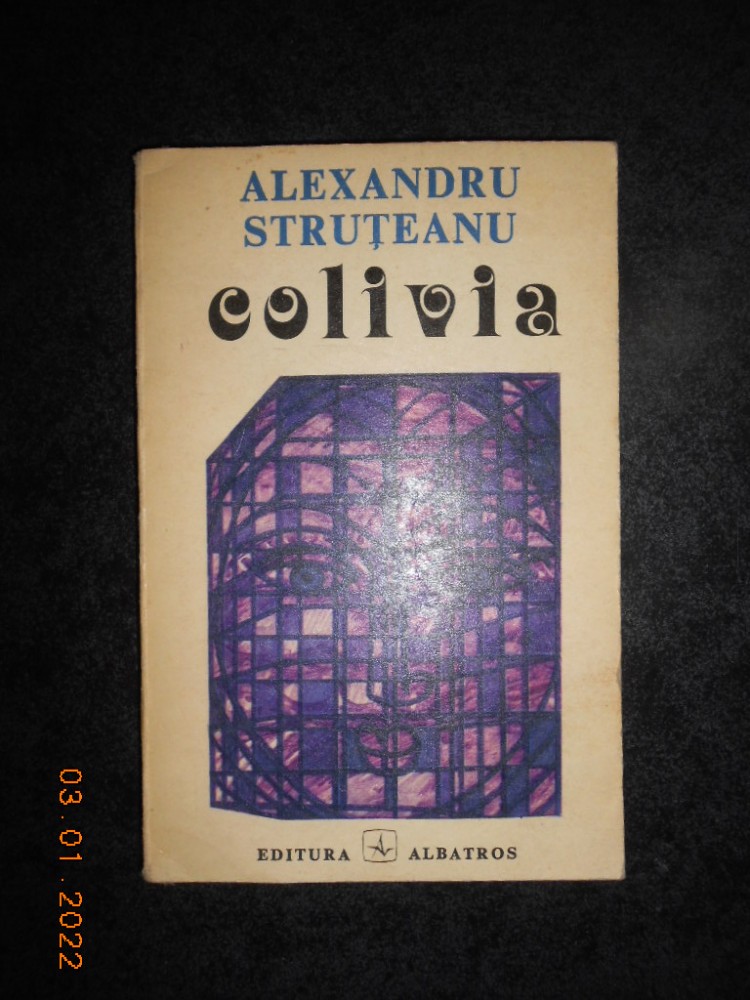 ALEXANDRU
STRUȚEANU
colivia
EDITURA ALBATROS
03.01.2022